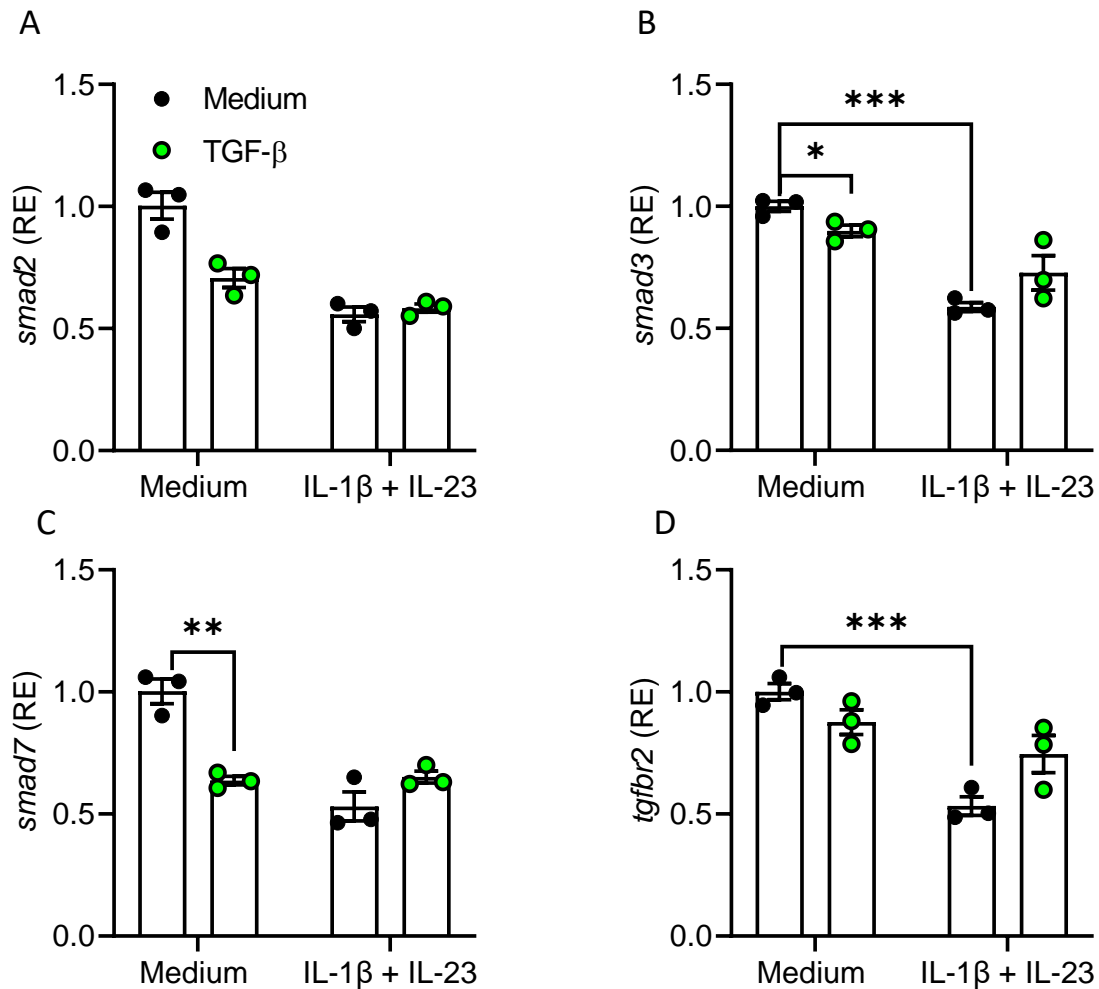 A
1.5
1.0
0.5
0.0
smad2 (RE)
Medium
TGF-β
Medium
IL-1β + IL-23
B
1.5
1.0
0.5
0.0
smad3 (RE)
***
*
Medium
IL-1β + IL-23
C
1.5
1.0
0.5
0.0
smad7 (RE)
**
Medium
IL-1β + IL-23
D
1.5
1.0
0.5
0.0
tgfbr2 (RE)
***
Medium
IL-1β + IL-23